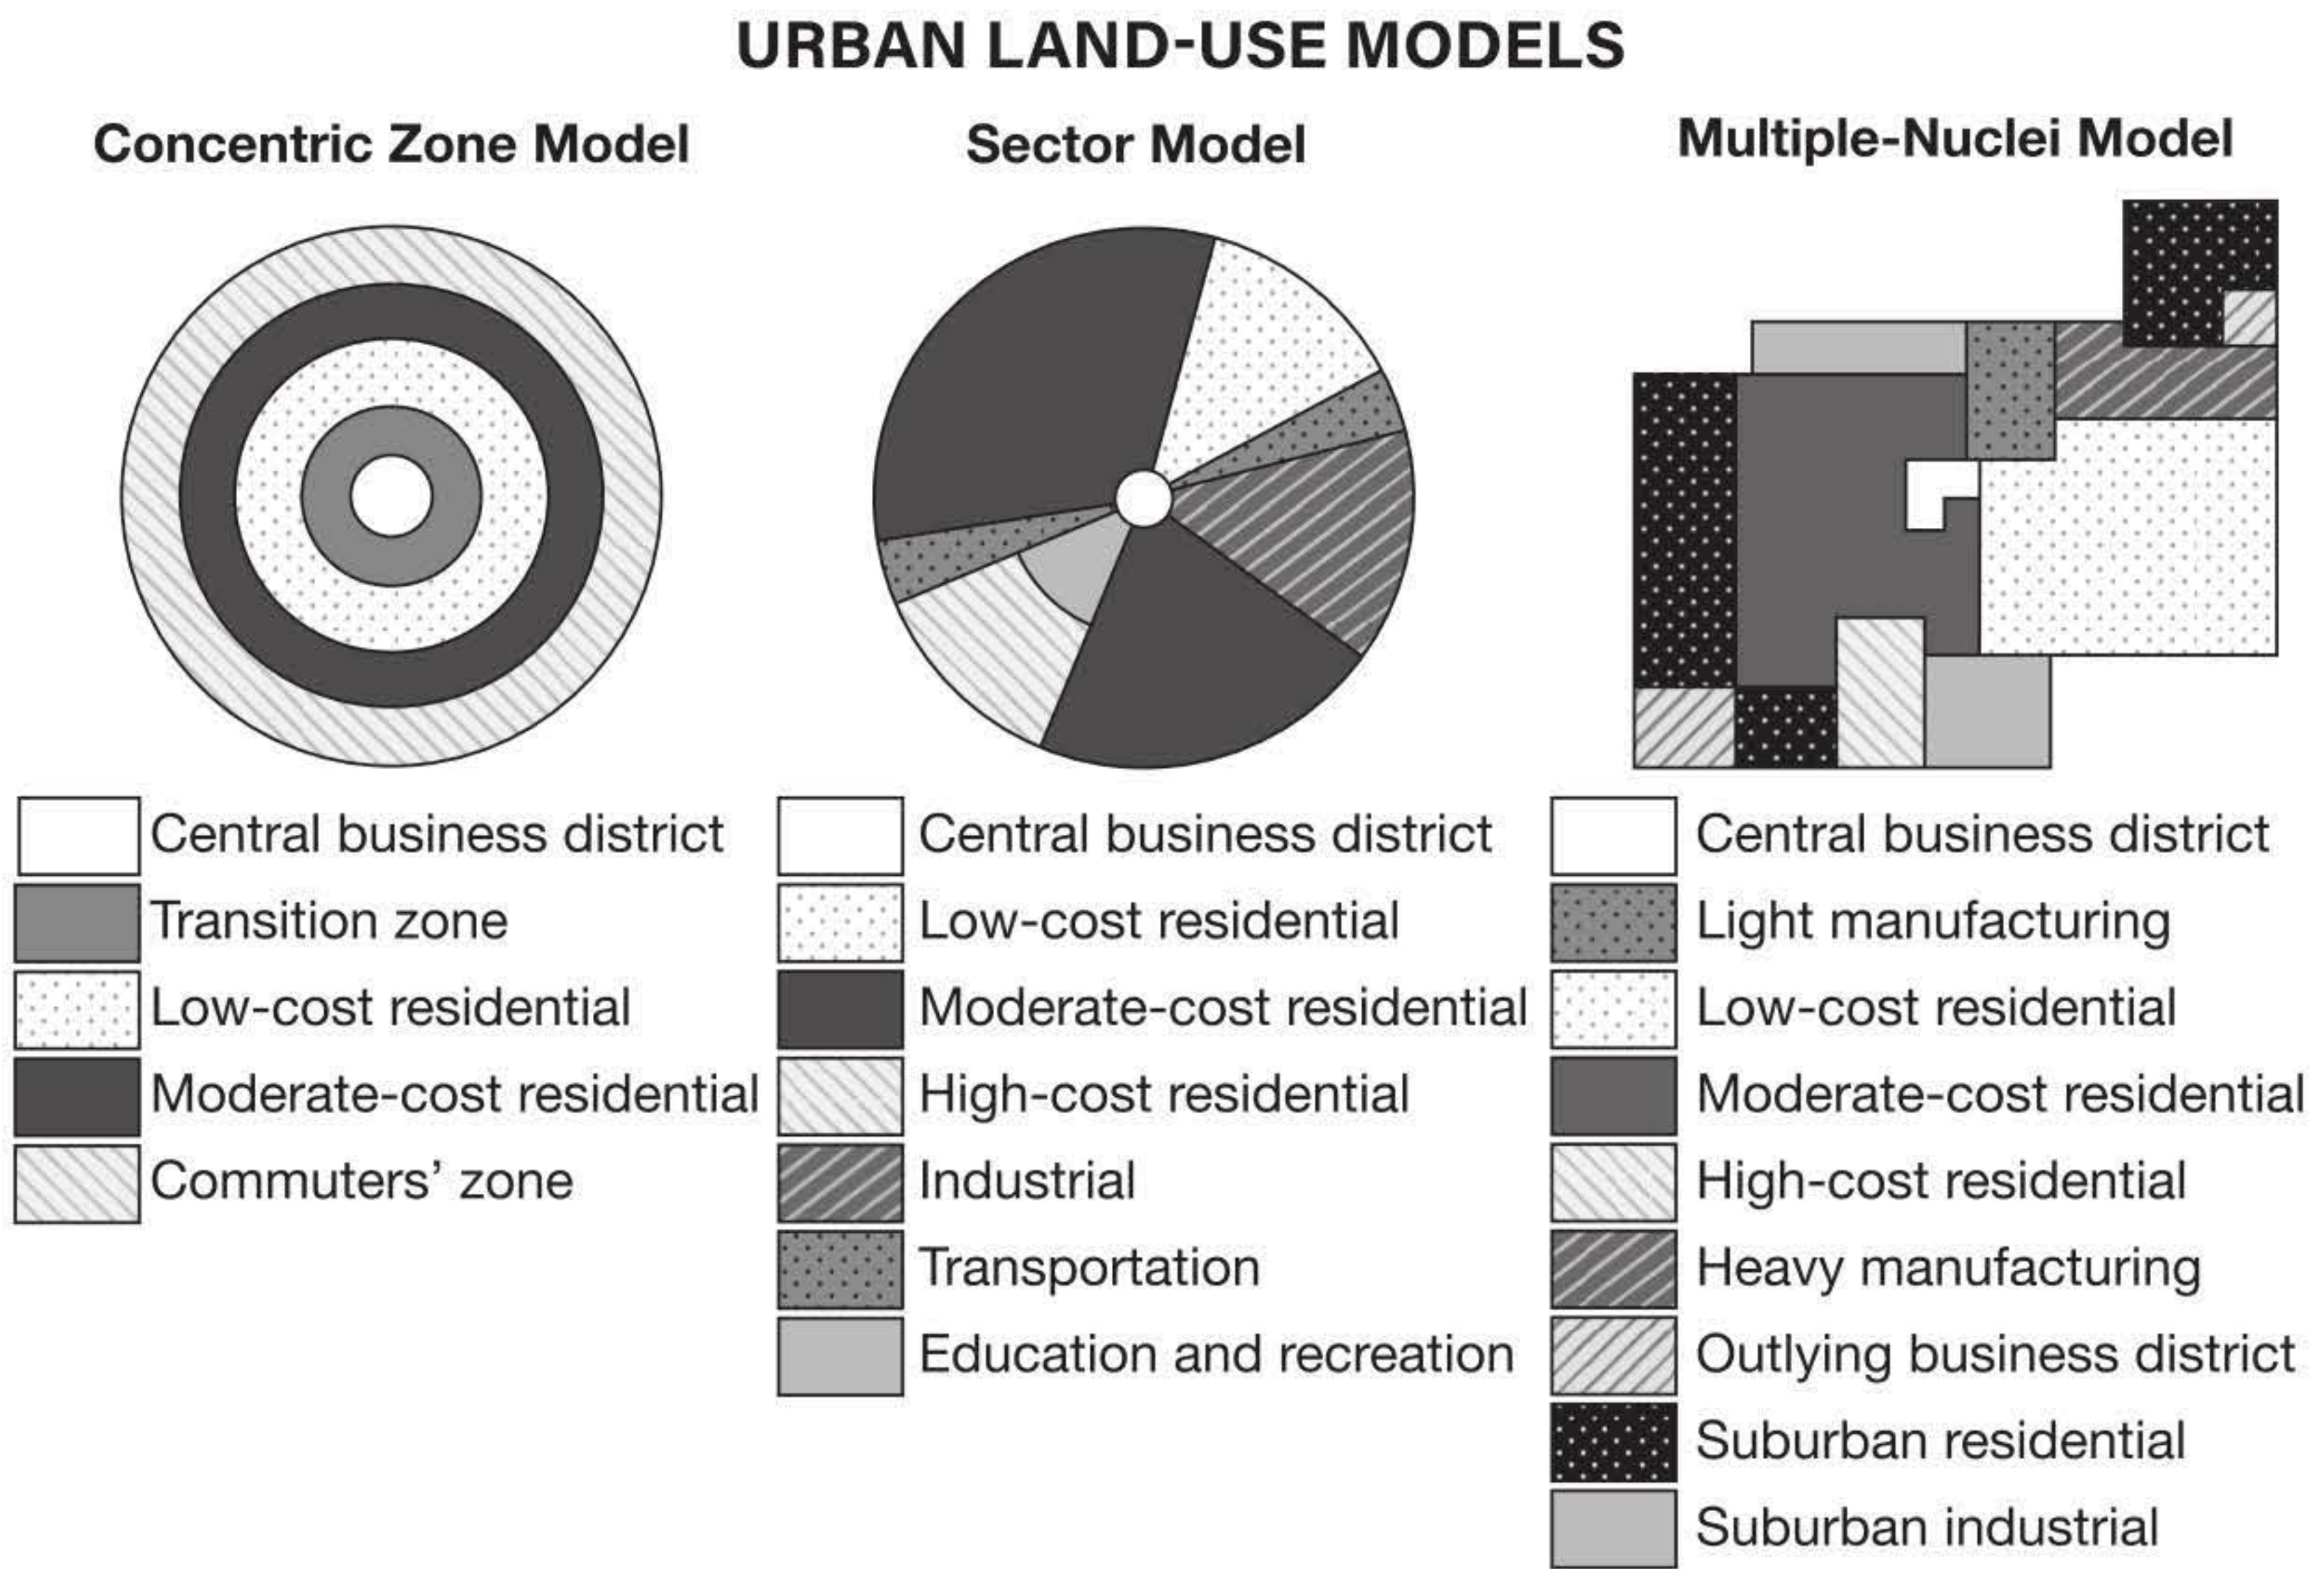 URBAN LAND-USE MODELS
Concentric Zone Model
Sector Model
Multiple-Nuclei Model
Central business district
Transition zone
Low-cost residential
Moderate-cost residential
Commuters’ zone
Central business district
Low-cost residential
Moderate-cost residential
High-cost residential
Industrial
Transportation
Education and recreation
Central business district
Light manufacturing
Low-cost residential
Moderate-cost residential
High-cost residential
Heavy manufacturing
Outlying business district
Suburban residential
Suburban industrial